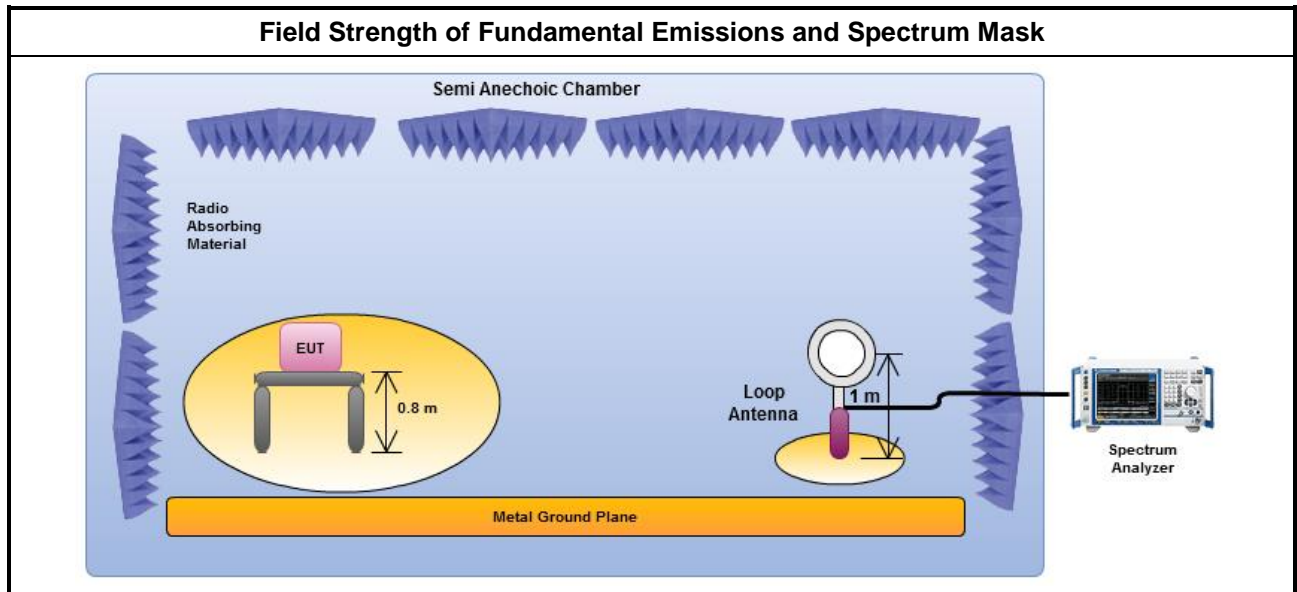 Field Strength of Fundamental Emissions and Spectrum Mask
Semi Anechoic Chamber
Radio
Absorbing
Material
EUT
0.8 m
Loop
Antenna
1 m
Spectrum
Analyzer
Metal Ground Plane